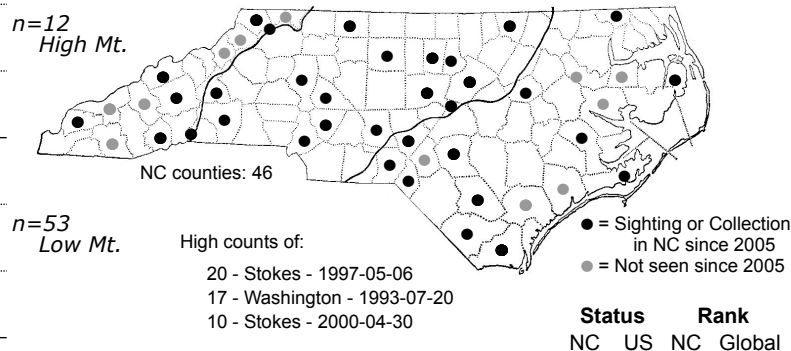 n=12
High Mt.
NC counties: 46
n=53
Low Mt.
High counts of:
20 - Stokes - 1997-05-06
17 - Washington - 1993-07-20
10 - Stokes - 2000-04-30
= Sighting or Collection
in NC since 2005
= Not seen since 2005
Status Rank
NC US NC Global